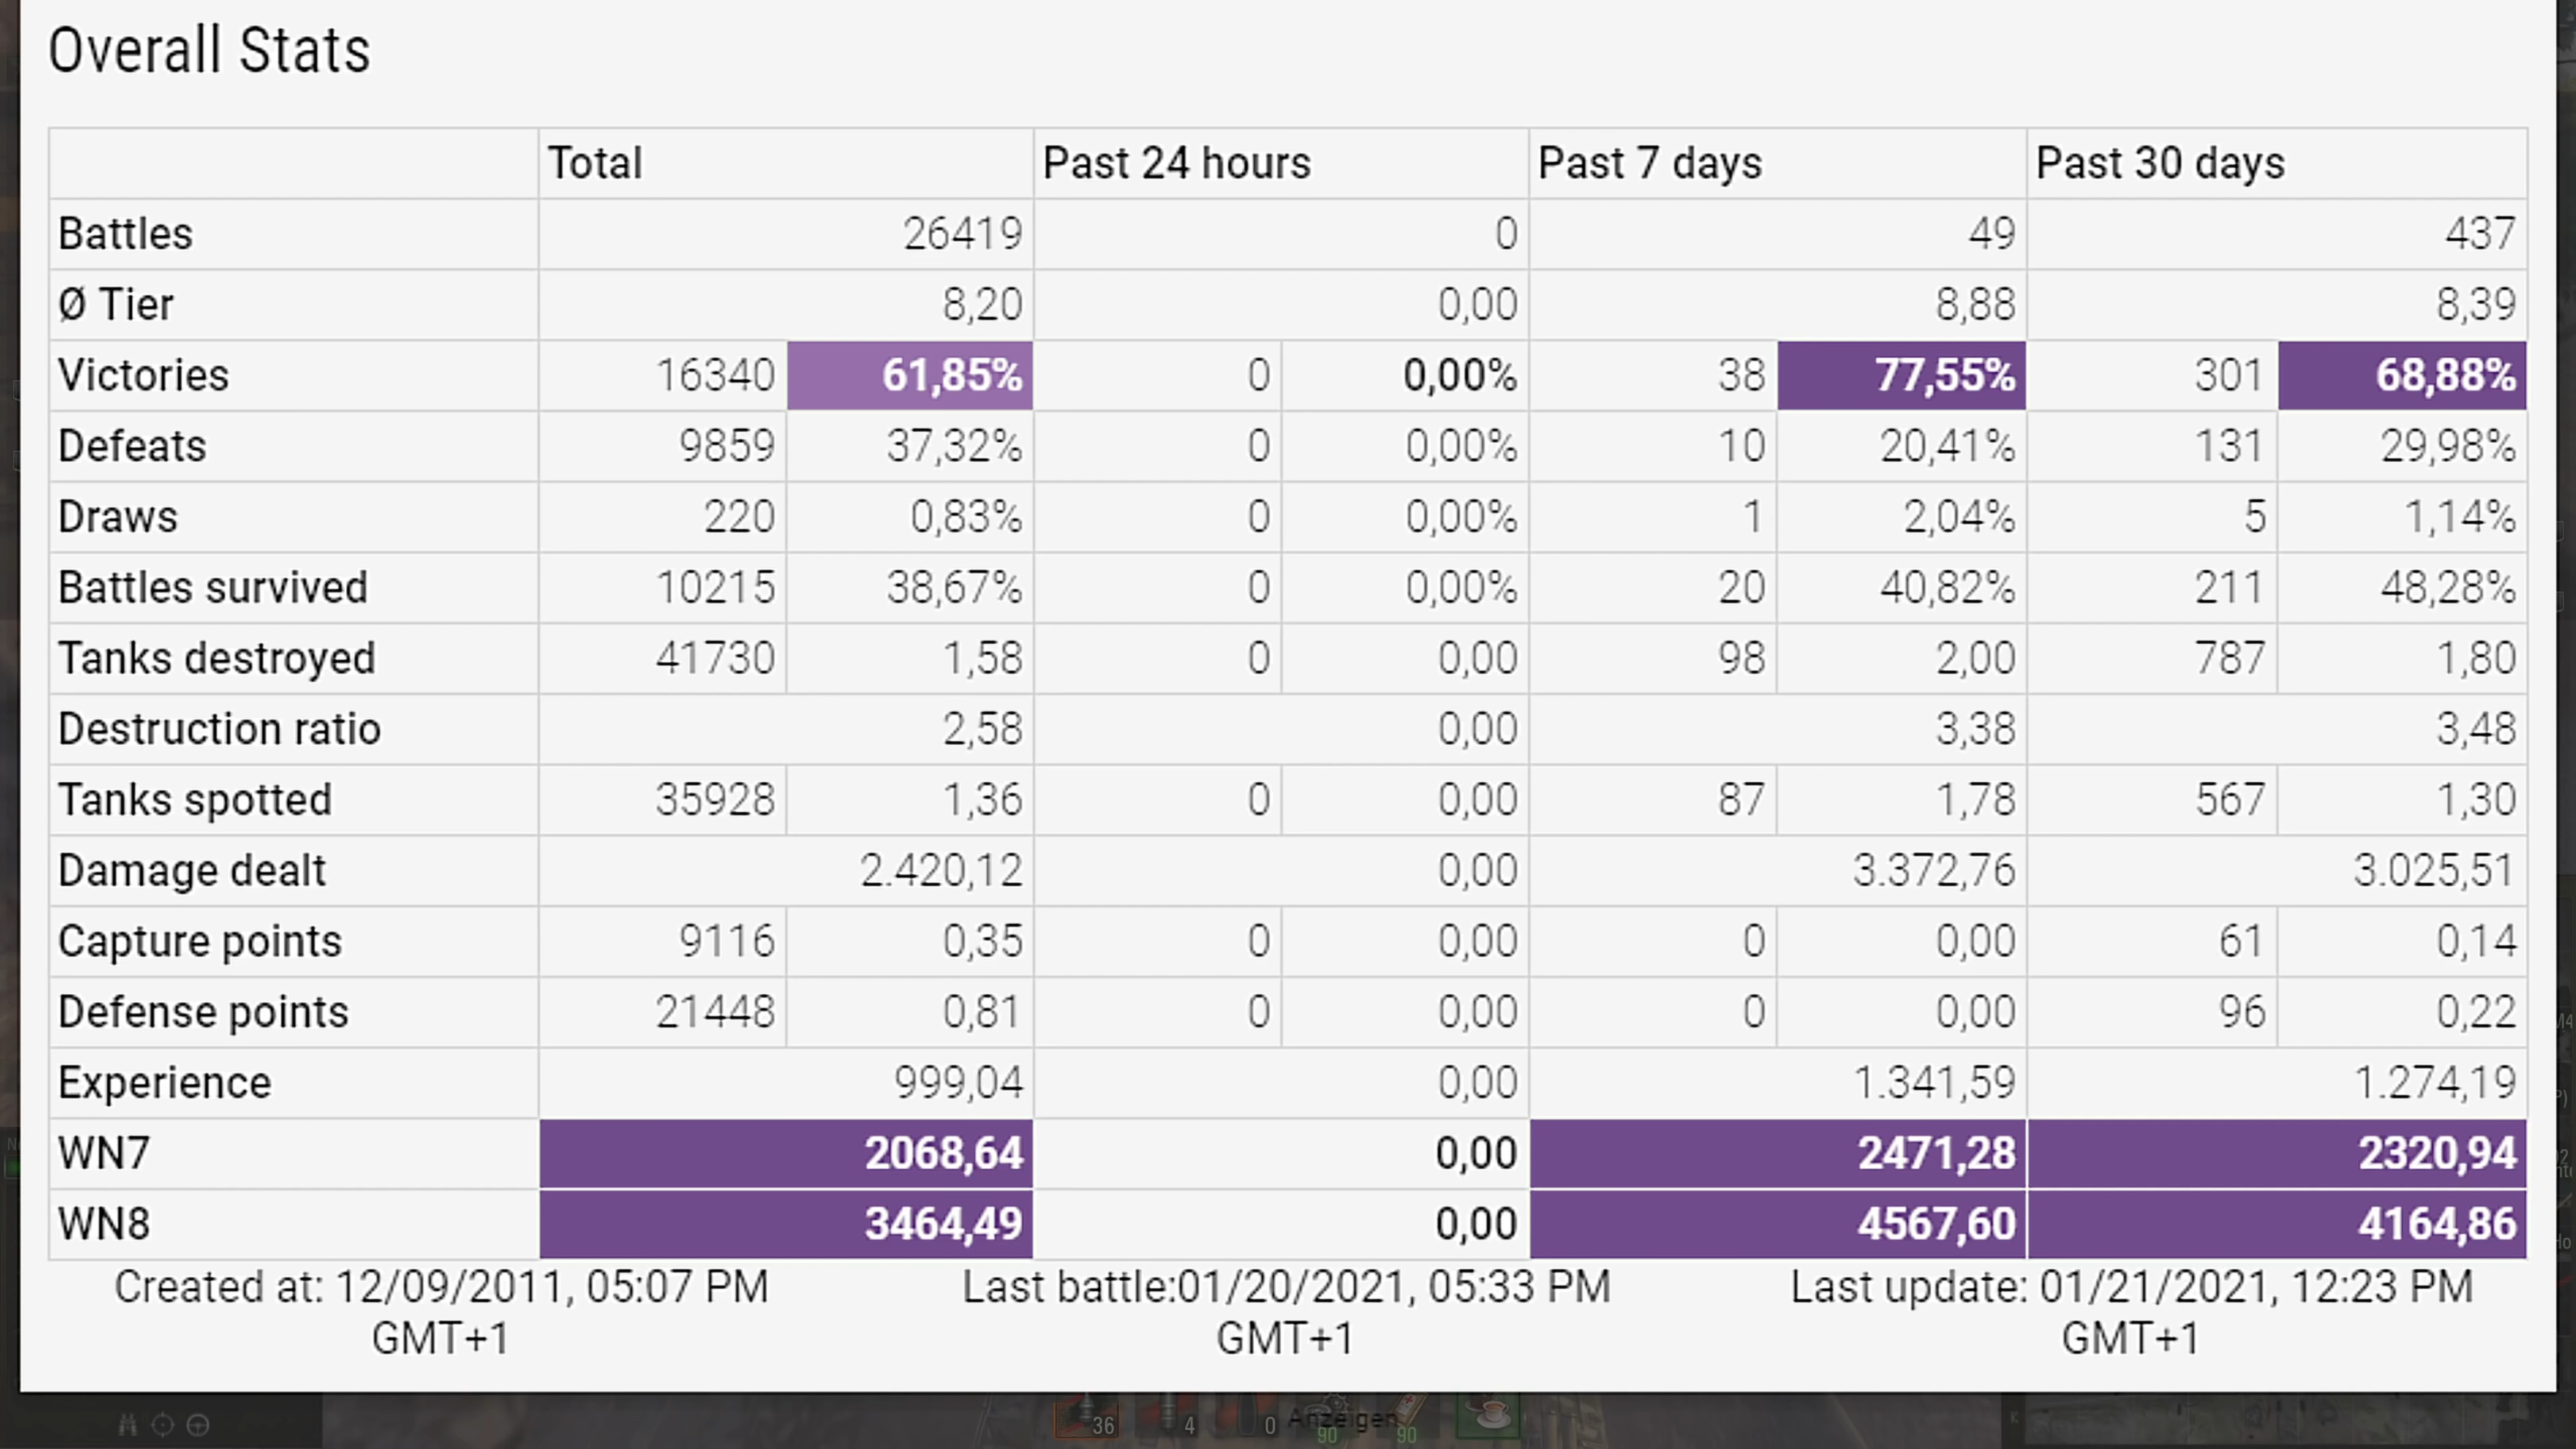 Overall Stats
Total Past 24 hours Past 7 days Past 30 days
Battles 26419 0 49 437
Ø Tier 8,20 0,00 8,88 8,39
Victories 16340 61,85% 0 0,00% 38 77,55% 301 68,88%
Defeats 9859 37,32% 0 0,00% 10 20,41% 131 29,98%
Draws 220 0,83% 0 0,00% 1 2,04% 5 1,14%
Battles survived 10215 38,67% 0 0,00% 20 40,82% 211 48,28%
Tanks destroyed 41730 1,58 0 0,00 98 2,00 787 1,80
Destruction ratio 2,58 0,00 3,38 3,48
Tanks spotted 35928 1,36 0 0,00 87 1,78 567 1,30
Damage dealt 2.420,12 0,00 3.372,76 3.025,51
Capture points 9116 0,35 0 0,00 0 0,00 61 0,14
Defense points 21448 0,81 0 0,00 0 0,00 96 0,22
Experience 999,04 0,00 1.341,59 1.274,19
WN7 2068,64 0,00 2471,28 2320,94
WN8 3464,49 0,00 4567,60 4164,86
Created at: 12/09/2011, 05:07 PM Last battle:01/20/2021, 05:33 PM Last update: 01/21/2021, 12:23 PM
GMT+1 GMT+1 GMT+1
36 4 0 Anzeigen
90 90